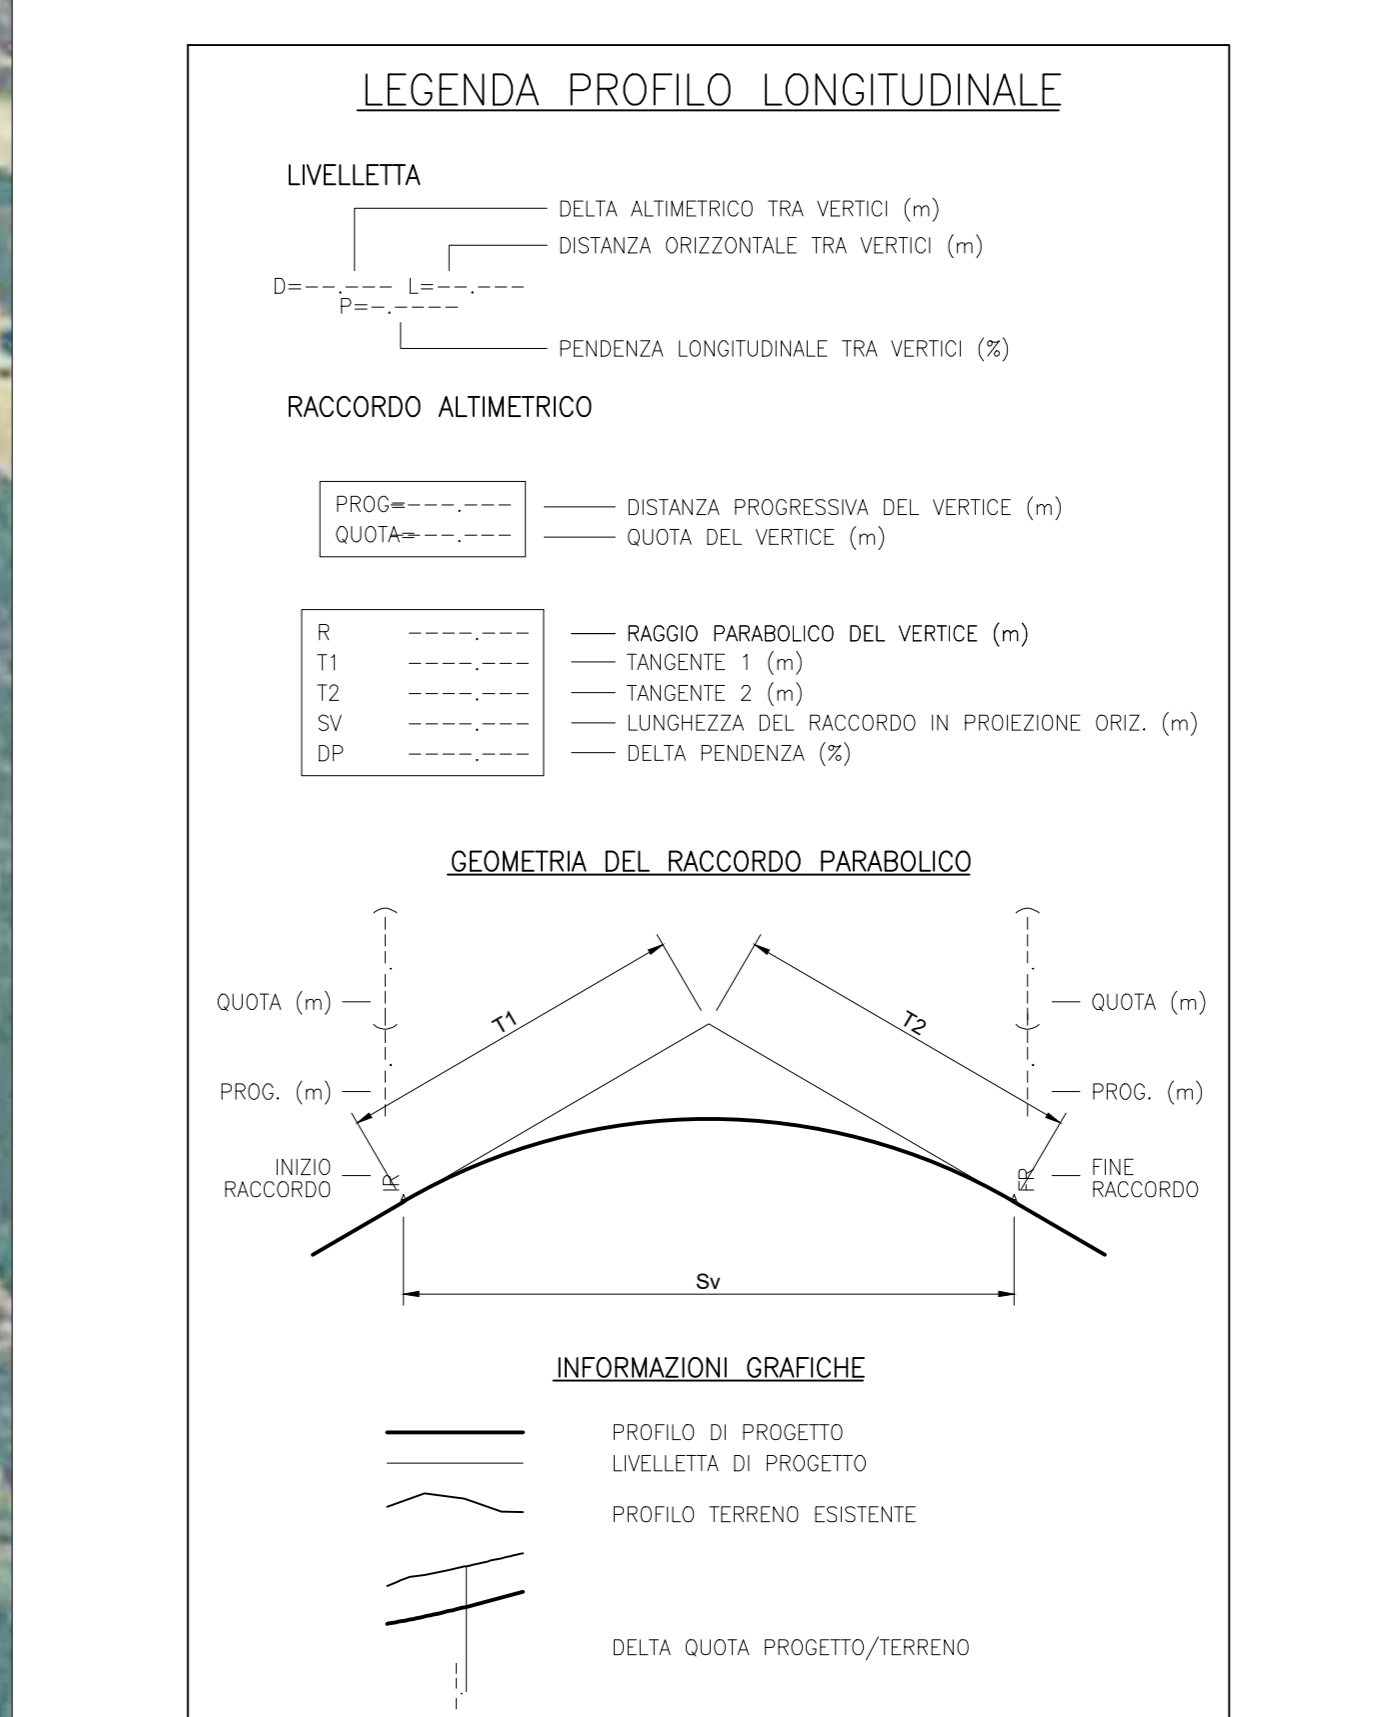 LEGENDA PROFILO LONGITUDINALE
LIVELLETTA
DELTA ALTIMETRICO TRA VERTICI (m)
DISTANZA ORIZZONTALE TRA VERTICI (m)
D=--.--- L=--.---
P=-.----
PENDENZA LONGITUDINALE TRA VERTICI (%)
RACCORDO ALTIMETRICO
PROG=---.--- DISTANZA PROGRESSIVA DEL VERTICE (m)
QUOTA=---.--- QUOTA DEL VERTICE (m)
R ----.--- RAGGIO PARABOLICO DEL VERTICE (m)
T1 ----.--- TANGENTE 1 (m)
T2 ----.--- TANGENTE 2 (m)
SV ----.--- LUNGHEZZA DEL RACCORDO IN PROIEZIONE ORIZ. (m)
DP ----.--- DELTA PENDENZA (%)
GEOMETRIA DEL RACCORDO PARABOLICO
QUOTA (m)
T1
T2
QUOTA (m)
PROG. (m)
PROG. (m)
INIZIO
RACCORDO
IR
FR
FINE
RACCORDO
Sv
INFORMAZIONI GRAFICHE
PROFILO DI PROGETTO
LIVELLETTA DI PROGETTO
PROFILO TERRENO ESISTENTE
DELTA QUOTA PROGETTO/TERRENO